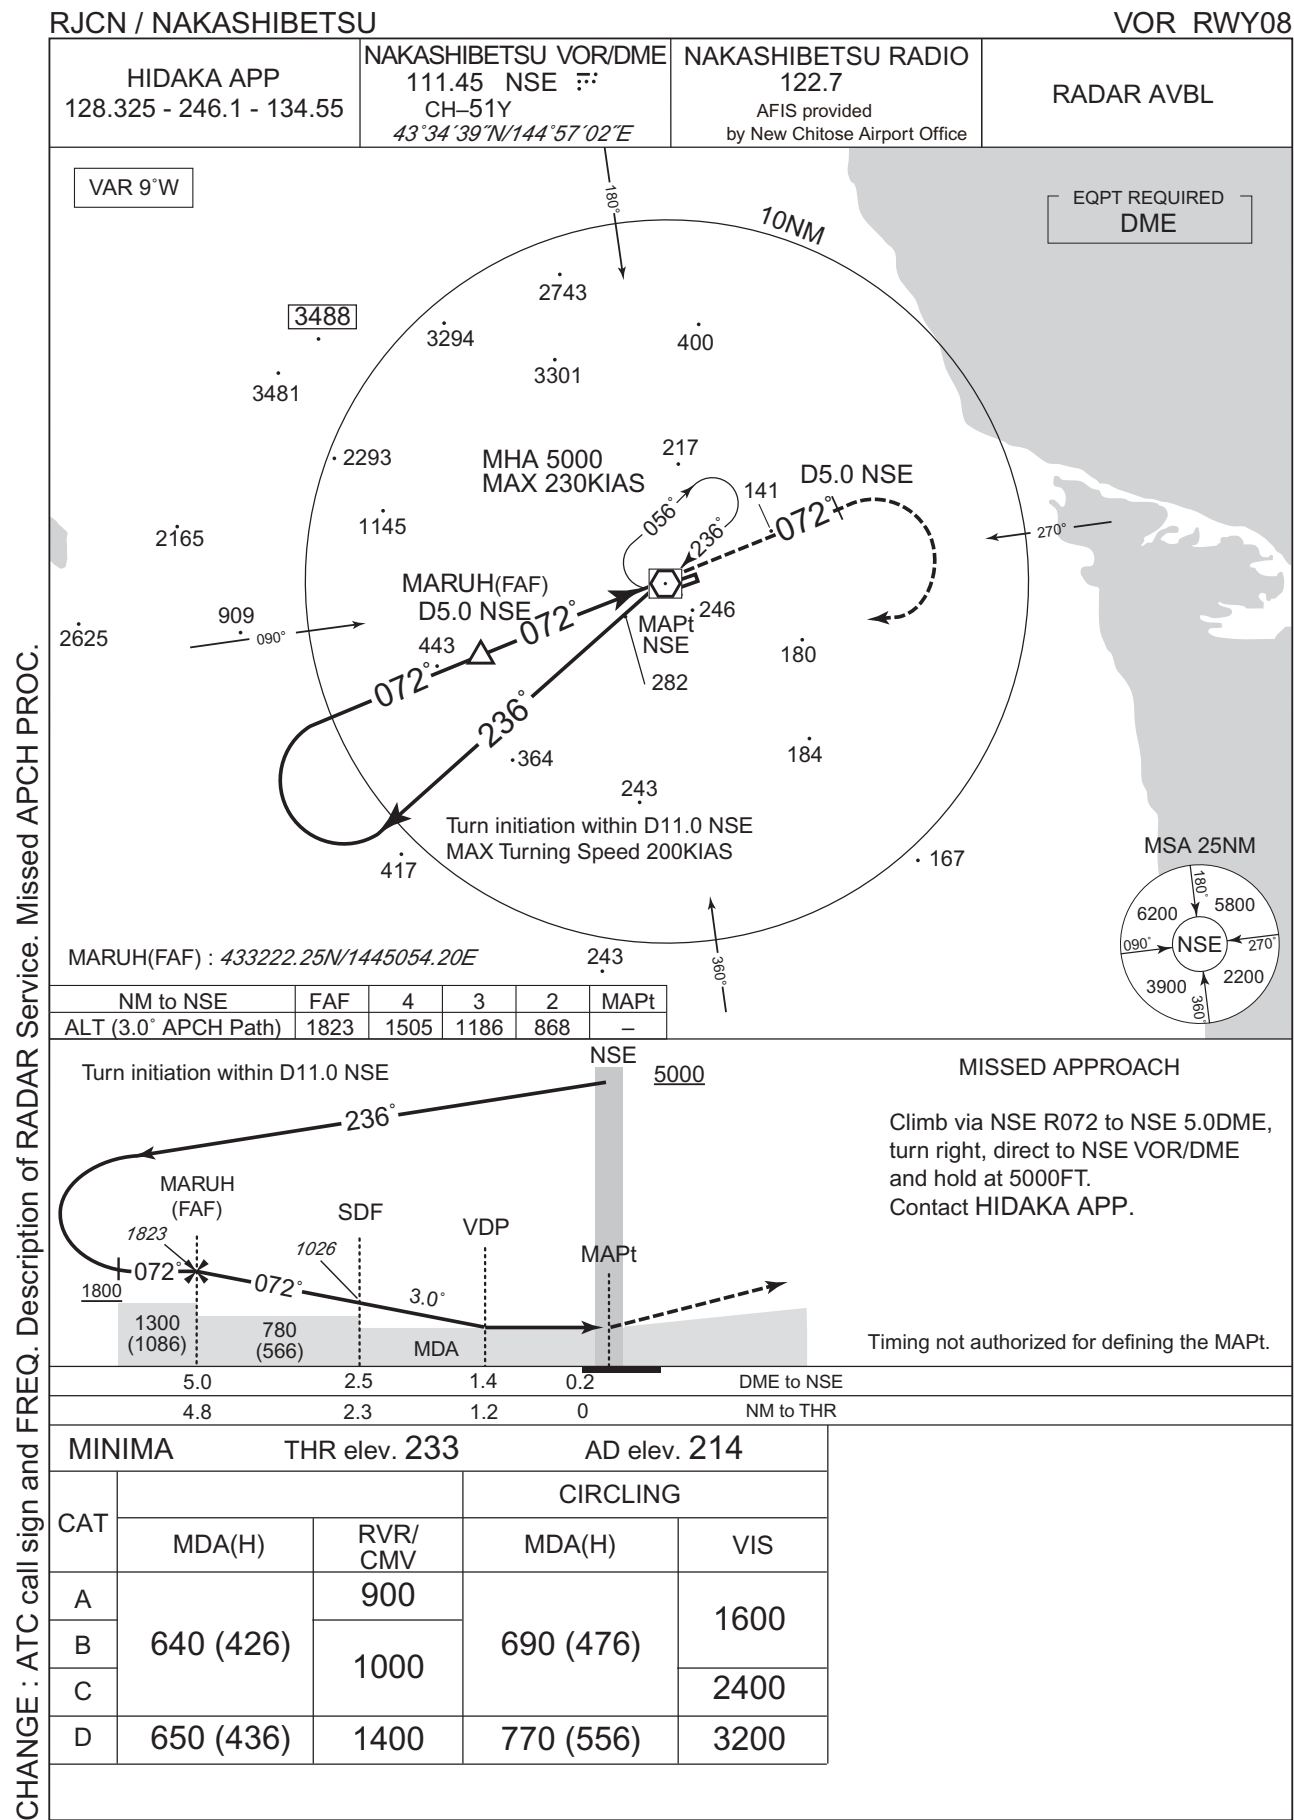 RJCN / NAKASHIBETSU
VOR RWY08
HIDAKA APP
128.325 - 246.1 - 134.55
NAKASHIBETSU VOR/DME
111.45 NSE
CH–51Y
43°34´39˝N/144°57´02˝E
NAKASHIBETSU RADIO
122.7
AFIS provided
by New Chitose Airport Office
RADAR AVBL
VAR 9°W
EQPT REQUIRED
DME
180°
10NM
2743
3488
3294
400
3301
3481
217
2293
MHA 5000
MAX 230KIAS
D5.0 NSE
141
056°
236°
072°
1145
2165
270°
MARUH(FAF)
D5.0 NSE
072°
246
909
090°
2625
MAPt
NSE
443
180
072°
282
236°
364
184
243
Turn initiation within D11.0 NSE
MAX Turning Speed 200KIAS
417
167
MSA 25NM
180°
6200
5800
090°
NSE
270°
3900
2200
360°
MARUH(FAF) : 433222.25N/1445054.20E
243
360°
NM to NSE FAF 4 3 2 MAPt
ALT (3.0° APCH Path) 1823 1505 1186 868 –
Turn initiation within D11.0 NSE
NSE
5000
236°
MARUH
(FAF)
SDF
VDP
1823
1026
MAPt
072°
072°
3.0°
1800
1300
(1086)
780
(566)
MDA
MISSED APPROACH
Climb via NSE R072 to NSE 5.0DME,
turn right, direct to NSE VOR/DME
and hold at 5000FT.
Contact HIDAKA APP.
Timing not authorized for defining the MAPt.
5.0 2.5 1.4 0.2 DME to NSE
4.8 2.3 1.2 0 NM to THR
MINIMA THR elev. 233 AD elev. 214
CAT
CIRCLING
MDA(H)
RVR/
CMV
MDA(H)
VIS
A
900
B
640 (426)
1000
690 (476)
1600
C
2400
D
650 (436)
1400
770 (556)
3200
CHANGE : ATC call sign and FREQ. Description of RADAR Service. Missed APCH PROC.